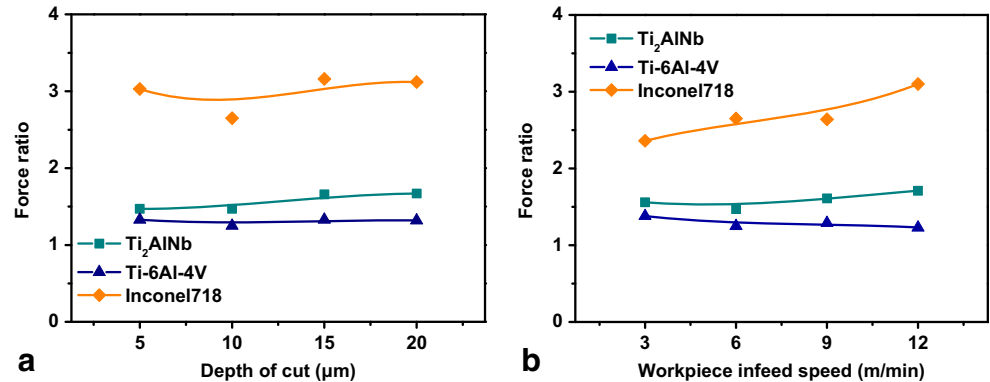 4
3
2
1
0
Force ratio
Ti₂AlNb
Ti-6Al-4V
Inconel718
5 10 15 20
Depth of cut (μm)
a
4
3
2
1
0
Force ratio
Ti₂AlNb
Ti-6Al-4V
Inconel718
3 6 9 12
Workpiece infeed speed (m/min)
b